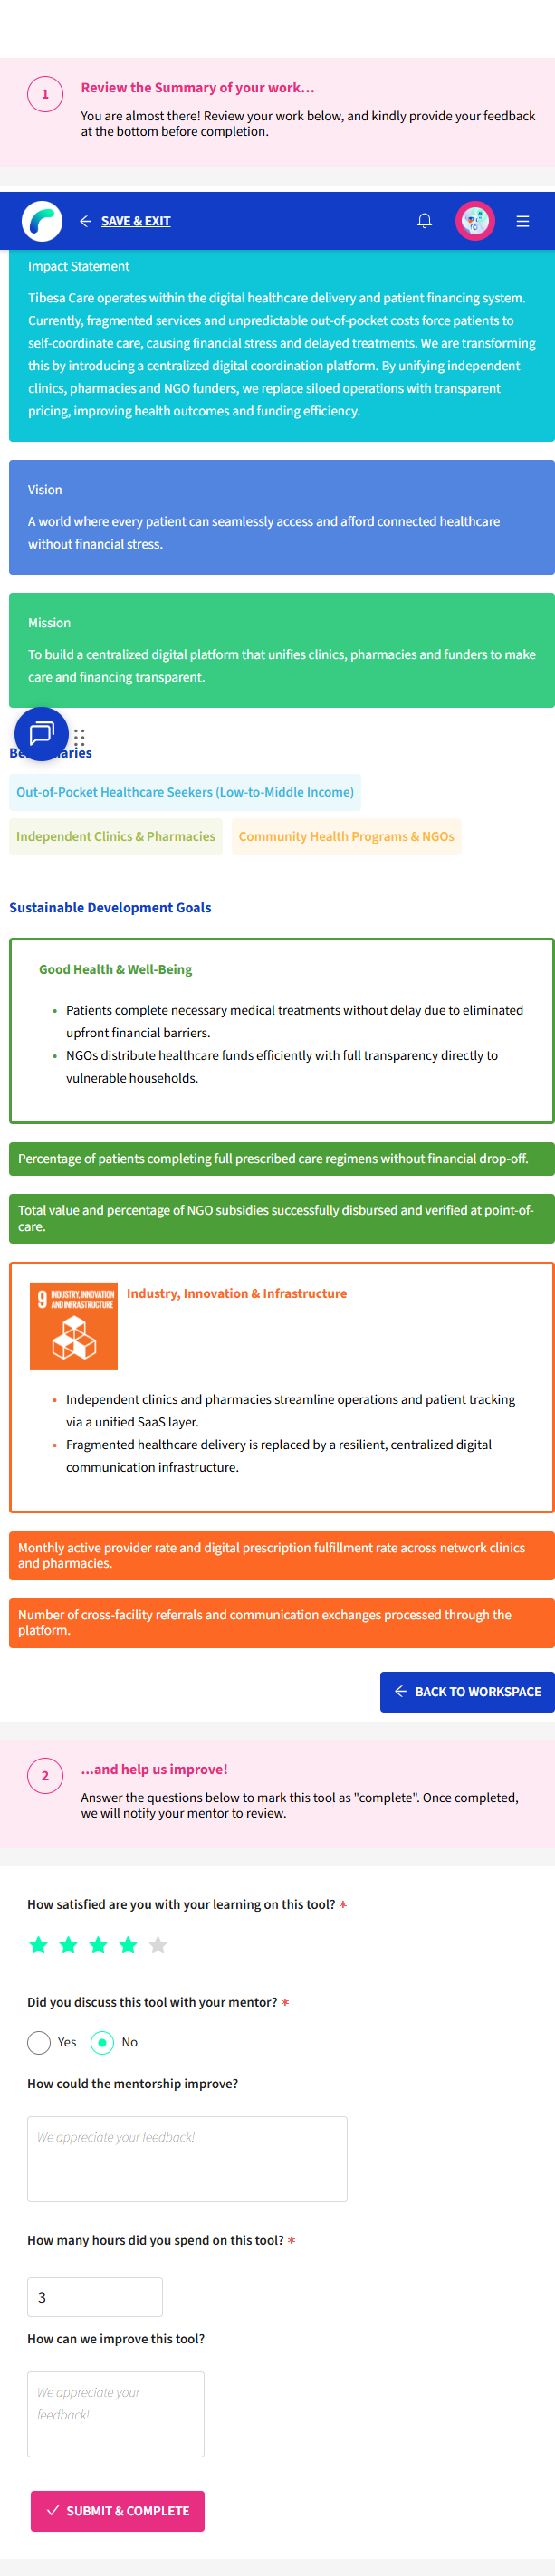 1
Review the Summary of your work...
You are almost there! Review your work below, and kindly provide your feedback
at the bottom before completion.
SAVE & EXIT
Impact Statement
Tibesa Care operates within the digital healthcare delivery and patient financing system.
Currently, fragmented services and unpredictable out-of-pocket costs force patients to
self-coordinate care, causing financial stress and delayed treatments. We are transforming
this by introducing a centralized digital coordination platform. By unifying independent
clinics, pharmacies and NGO funders, we replace siloed operations with transparent
pricing, improving health outcomes and funding efficiency.
Vision
A world where every patient can seamlessly access and afford connected healthcare
without financial stress.
Mission
To build a centralized digital platform that unifies clinics, pharmacies and funders to make
care and financing transparent.
Out-of-Pocket Healthcare Seekers (Low-to-Middle Income)
Independent Clinics & Pharmacies
Community Health Programs & NGOs
Sustainable Development Goals
Good Health & Well-Being
• Patients complete necessary medical treatments without delay due to eliminated
upfront financial barriers.
• NGOs distribute healthcare funds efficiently with full transparency directly to
vulnerable households.
Percentage of patients completing full prescribed care regimens without financial drop-off.
Total value and percentage of NGO subsidies successfully disbursed and verified at point-of-
care.
9 INDUSTRY, INNOVATION
AND INFRASTRUCTURE
Industry, Innovation & Infrastructure
• Independent clinics and pharmacies streamline operations and patient tracking
via a unified SaaS layer.
• Fragmented healthcare delivery is replaced by a resilient, centralized digital
communication infrastructure.
Monthly active provider rate and digital prescription fulfillment rate across network clinics
and pharmacies.
Number of cross-facility referrals and communication exchanges processed through the
platform.
BACK TO WORKSPACE
2
...and help us improve!
Answer the questions below to mark this tool as "complete". Once completed,
we will notify your mentor to review.
How satisfied are you with your learning on this tool? *
Did you discuss this tool with your mentor? *
Yes No
How could the mentorship improve?
We appreciate your feedback!
How many hours did you spend on this tool? *
3
How can we improve this tool?
We appreciate your
feedback!
SUBMIT & COMPLETE